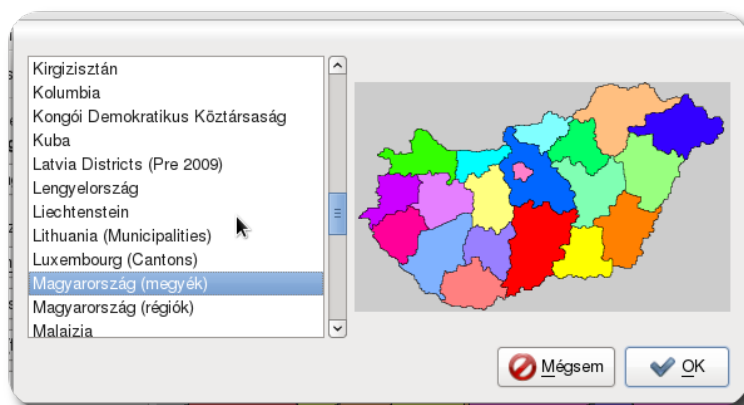 Kirgizisztán
Kolumbia
Kongói Demokratikus Köztársaság
Kuba
Latvia Districts (Pre 2009)
Lengyelország
Liechtenstein
Lithuania (Municipalities)
Luxembourg (Cantons)
Magyarország (megyék)
Magyarország (régiók)
Malaizia
Mégsem
OK